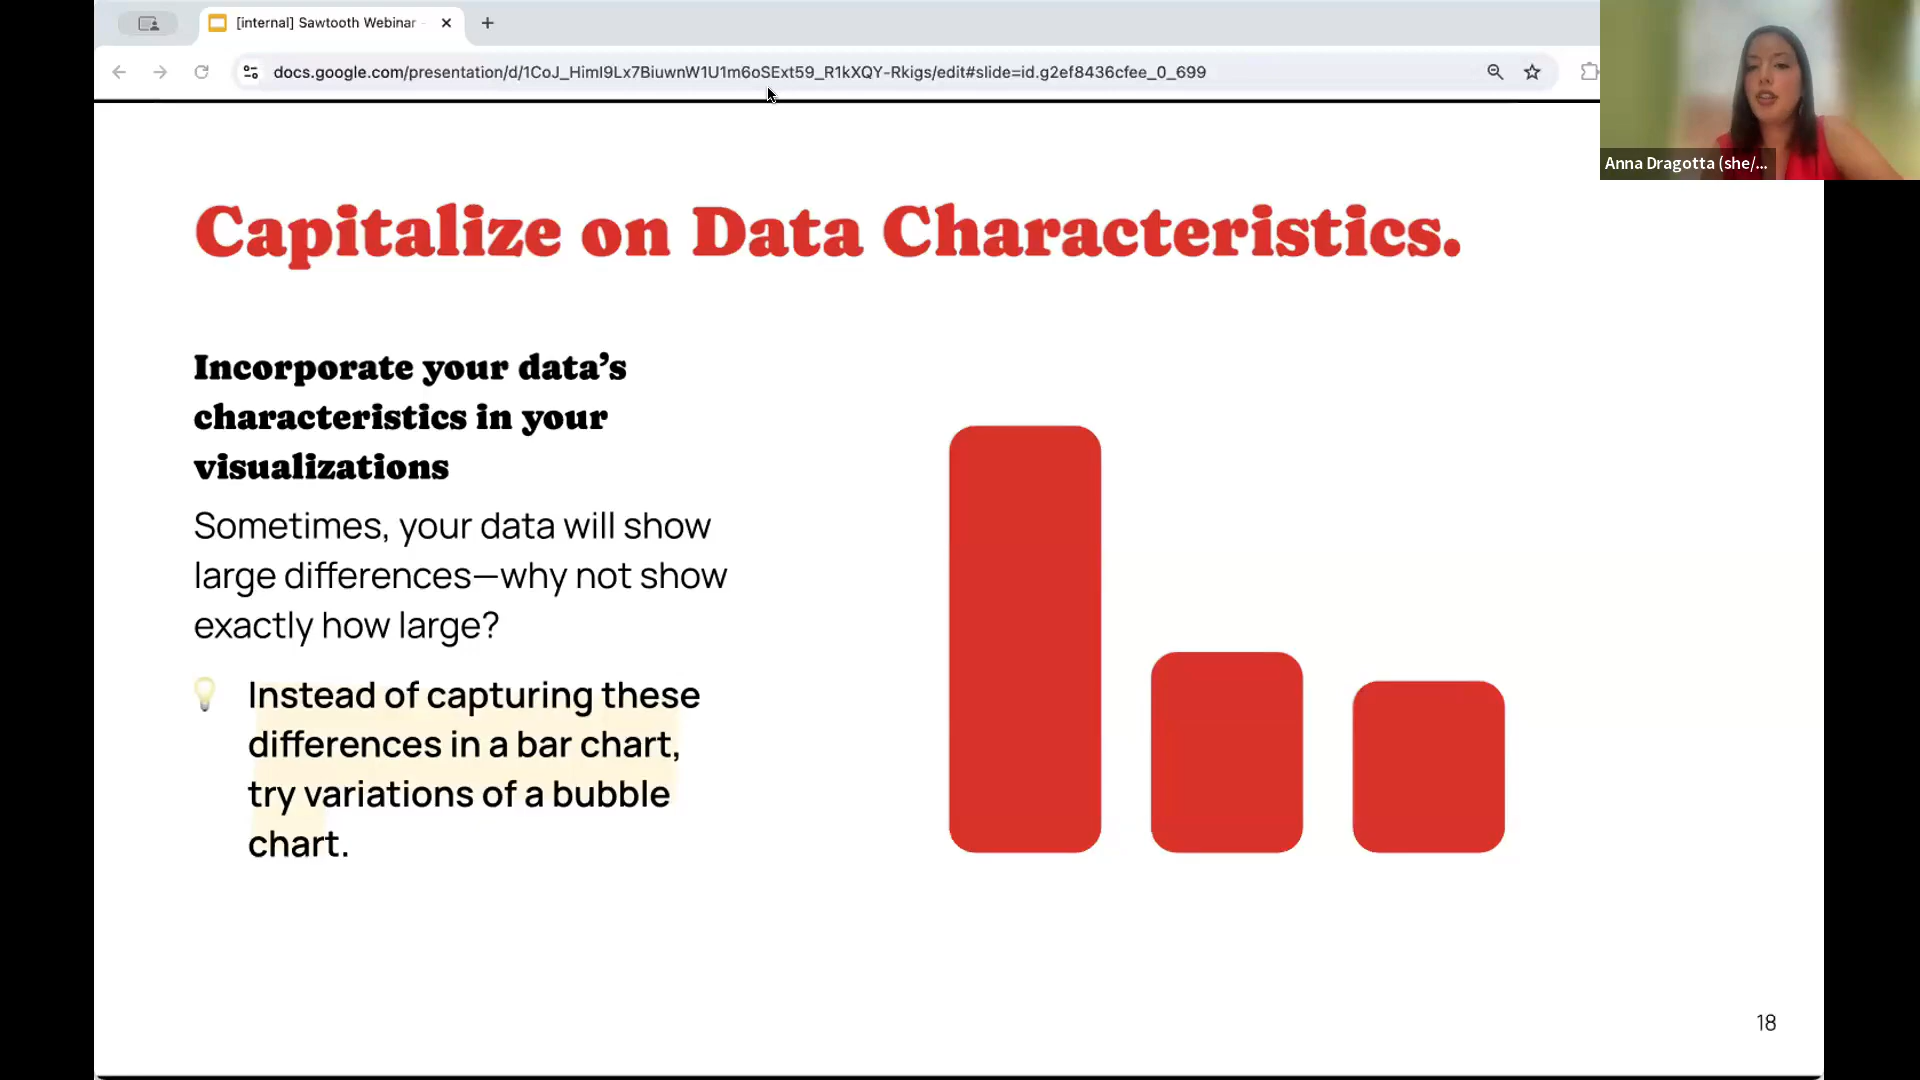 [internal] Sawtooth Webinar
docs.google.com/presentation/d/1CoJ_HimI9Lx7BiuwnW1U1m6oSExt59_R1kXQY-Rkigs/edit#slide=id.g2ef8436cfee_0_699
Anna Dragotta (she/...
Capitalize on Data Characteristics.
Incorporate your data’s
characteristics in your
visualizations
Sometimes, your data will show
large differences—why not show
exactly how large?
Instead of capturing these
differences in a bar chart,
try variations of a bubble
chart.
18